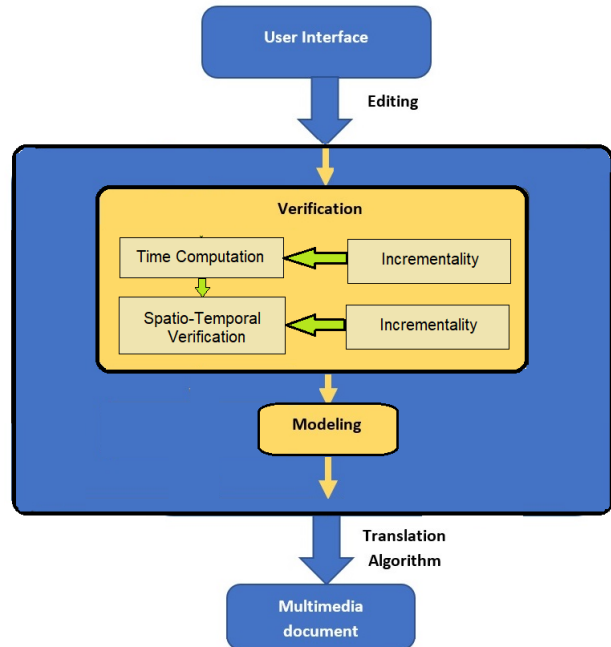 User Interface
Editing
Verification
Time Computation
Incrementality
Spatio-Temporal
Verification
Incrementality
Modeling
Translation
Algorithm
Multimedia
document